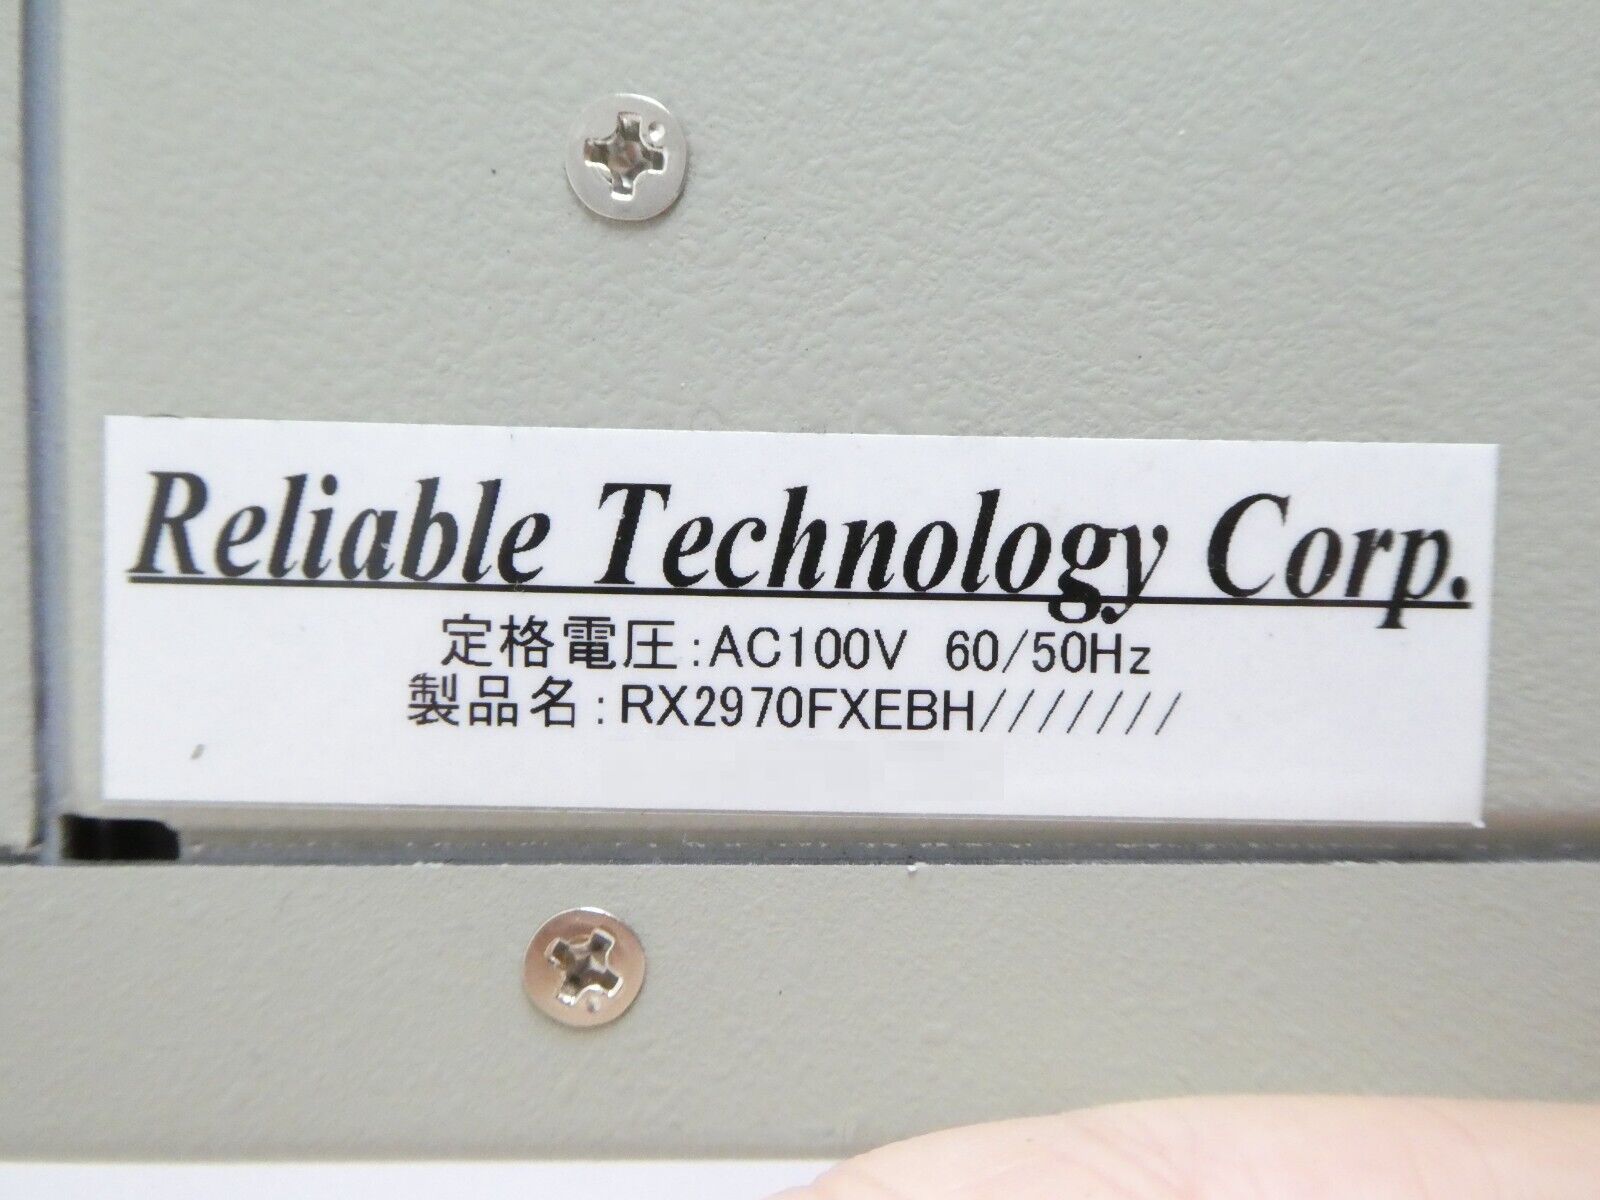 Reliable Technology Corp.
定格電圧:AC100V 60/50Hz
製品名:RX2970FXEBH///////